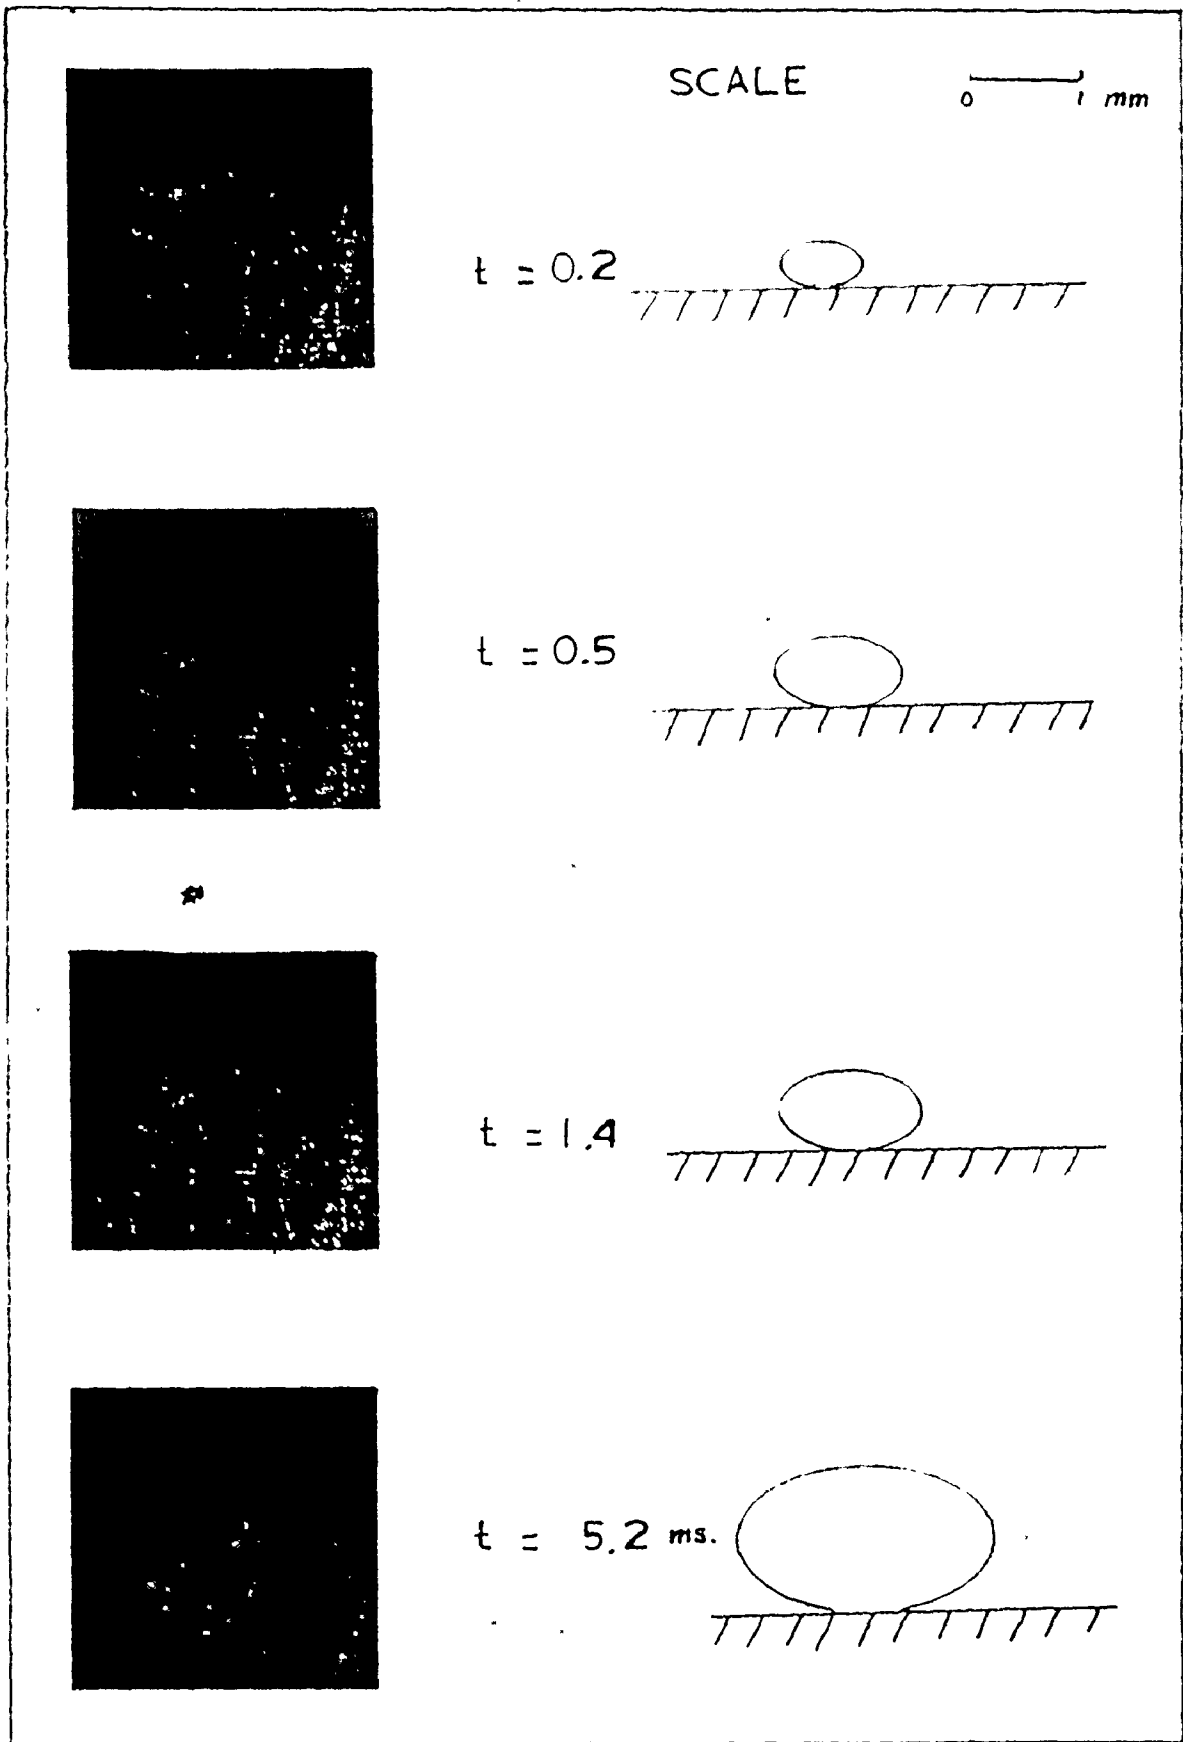 SCALE
0 1 mm
t = 0.2
t = 0.5
t = 1.4
t = 5.2 ms.